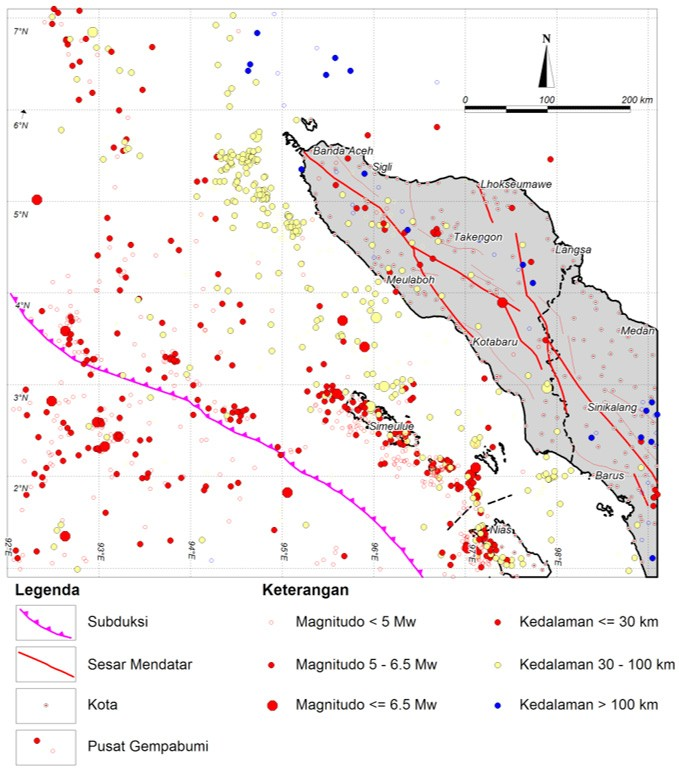 7°N
N
0 100 200 km
6°N
Banda Aceh
Sigli
Lhokseumawe
5°N
Takengon
Langsa
Meulaboh
4°N
Medan
Kotabaru
3°N
Sinikalang
Simeulue
Barus
2°N
Nias
92°E 93°E 94°E 95°E 96°E 97°E 98°E
Legenda
Keterangan
Subduksi
Magnitudo < 5 Mw
Kedalaman <= 30 km
Sesar Mendatar
Magnitudo 5 - 6.5 Mw
Kedalaman 30 - 100 km
Kota
Magnitudo <= 6.5 Mw
Kedalaman > 100 km
Pusat Gempabumi